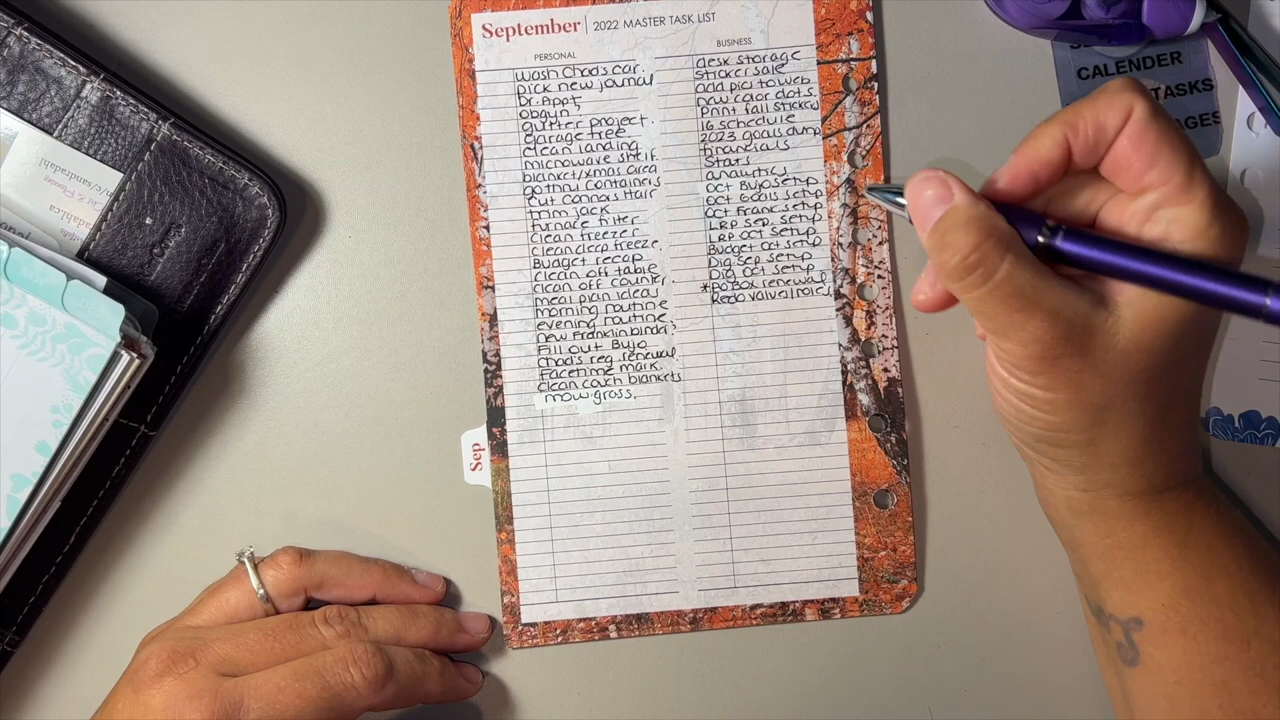 September | 2022 MASTER TASK LIST
PERSONAL
wash Chad's car.
pick new journal
Dr. Appt,
obgyn,
gutter project.
Garage tree
clean landing
microwave shelf.
blanket/xmas area
go thru containers
cut connors Hair
trim jack
furnace filter
clean freezer
clean deep freeze.
Budget recap
clean off table
clean off counter.
meal plan ideas
morning routine
evening routine.
new Franklin binder?
Fill out Bujo
Chad's reg. renewal.
Facetime mark.
clean couch blankets
mow grass.
BUSINESS
desk storage
sticker sale
add pics to web
new color dots.
Print fall stickers
16 schedule
2023 goals dump
financials
Stats
analytics
Oct Bujo Setup
Oct Goals Setup
Oct Frank setup
LRP Sep. Setup
LRP Oct Setup
Budget Oct setup
Dig Sep setup
Dig Oct setup
*Po Box renewal
Redo
Sep
CALENDER
TASKS